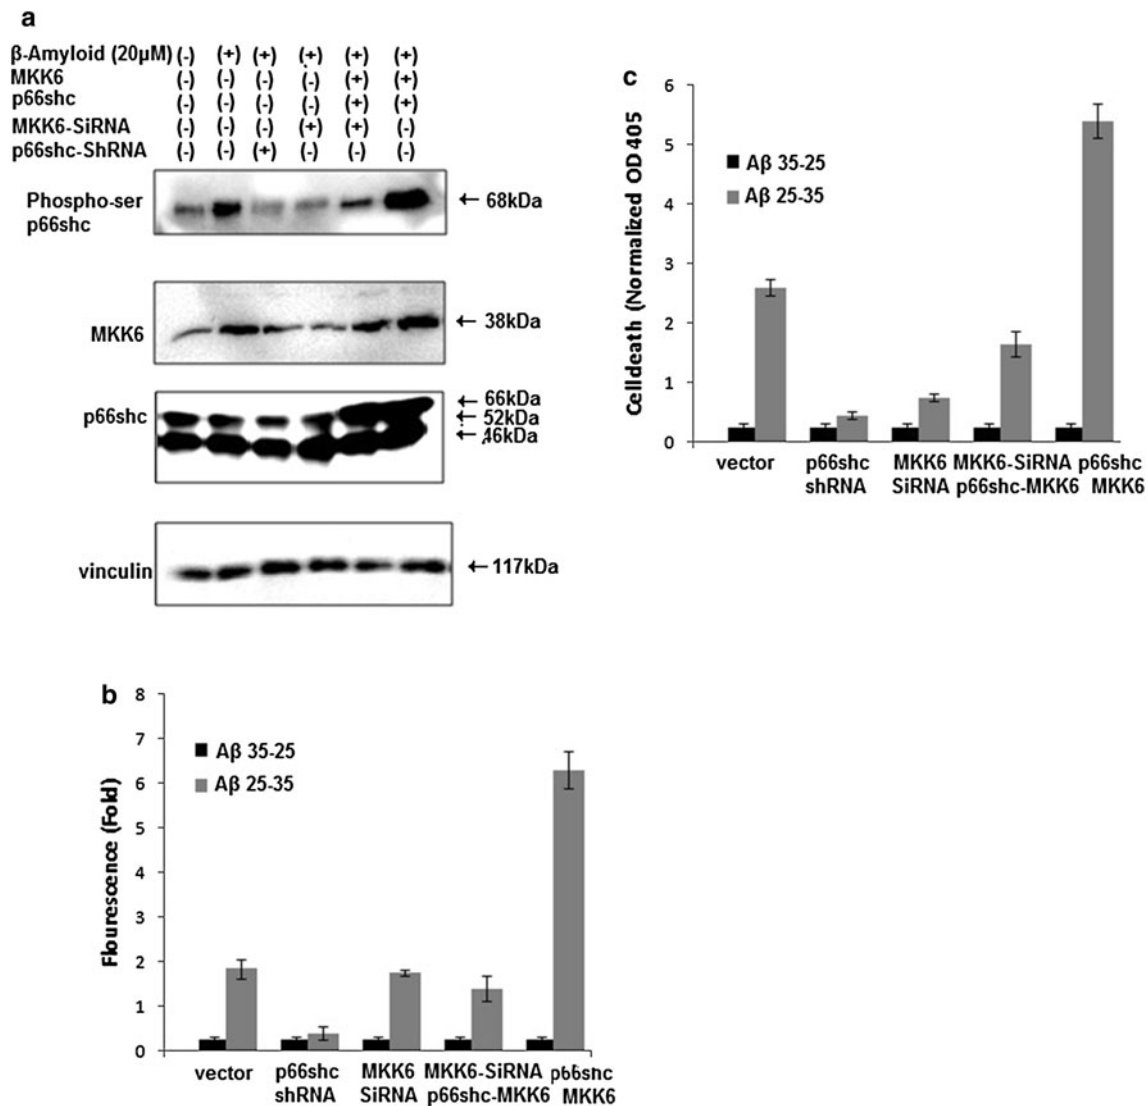 a
β-Amyloid (20µM) (-) (+) (+) (+) (+) (+)
MKK6 (-) (-) (-) (-) (+) (+)
p66shc (-) (-) (-) (-) (+) (+)
MKK6-SiRNA (-) (-) (-) (+) (+) (-)
p66shc-ShRNA (-) (-) (+) (-) (-) (-)
Phospho-ser
p66shc
← 68kDa
MKK6
← 38kDa
p66shc
← 66kDa
← 52kDa
← 46kDa
vinculin
← 117kDa
b
8
7
6
5
4
3
2
1
0
Flourescence (Fold)
Aβ 35-25
Aβ 25-35
vector
p66shc
shRNA
MKK6
SiRNA
MKK6-SiRNA
p66shc-MKK6
p66shc
MKK6
c
6
5
4
3
2
1
0
Celldeath (Normalized OD 405
Aβ 35-25
Aβ 25-35
vector
p66shc
shRNA
MKK6
SiRNA
MKK6-SiRNA
p66shc-MKK6
p66shc
MKK6